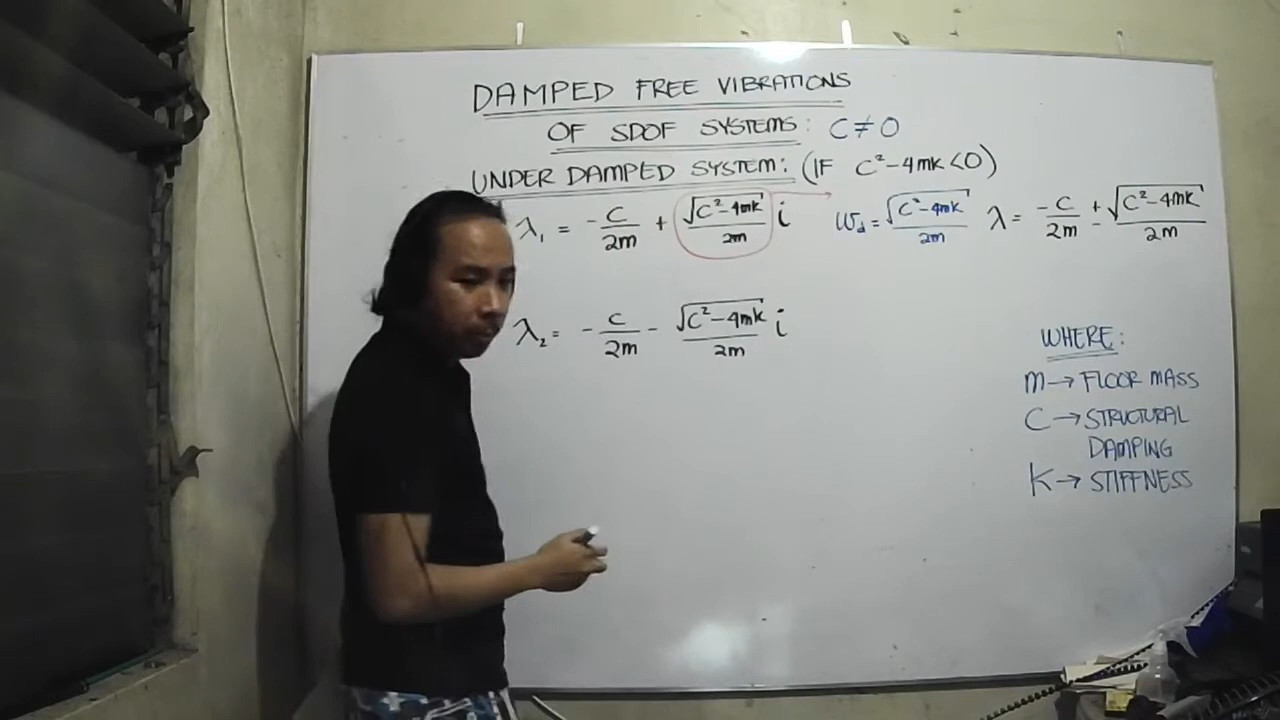 DAMPED FREE VIBRATIONS
OF SDOF SYSTEMS: C≠0
UNDER DAMPED SYSTEM: (IF C²-4mk<0)
λ₁ = -C/2m + √(C²-4mk)/2m i
ω_d = √(C²-4mk)/2m
λ = -C/2m ± √(C²-4mk)/2m
λ₂ = -C/2m - √(C²-4mk)/2m i
WHERE:
m→FLOOR MASS
C→STRUCTURAL
DAMPING
K→STIFFNESS